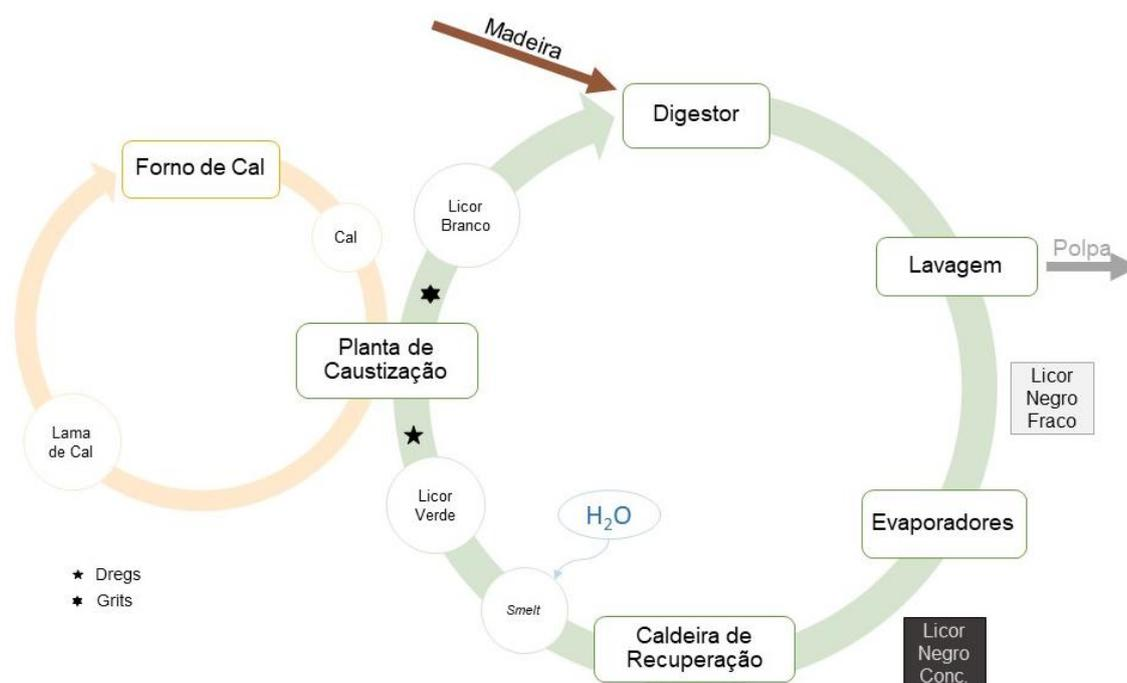 Madeira
Digestor
Forno de Cal
Licor
Branco
Cal
Lavagem
Polpa
Planta de
Caustização
Licor
Negro
Fraco
Lama
de Cal
Licor
Verde
H₂O
Evaporadores
Dregs
Grits
Smelt
Caldeira de
Recuperação
Licor
Negro
Conc.